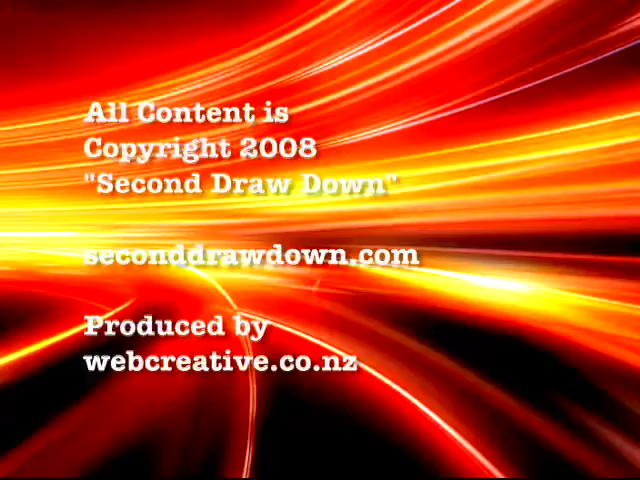 All Content is
Copyright 2008
"Second Draw Down"
seconddrawdown.com
Produced by
webcreative.co.nz